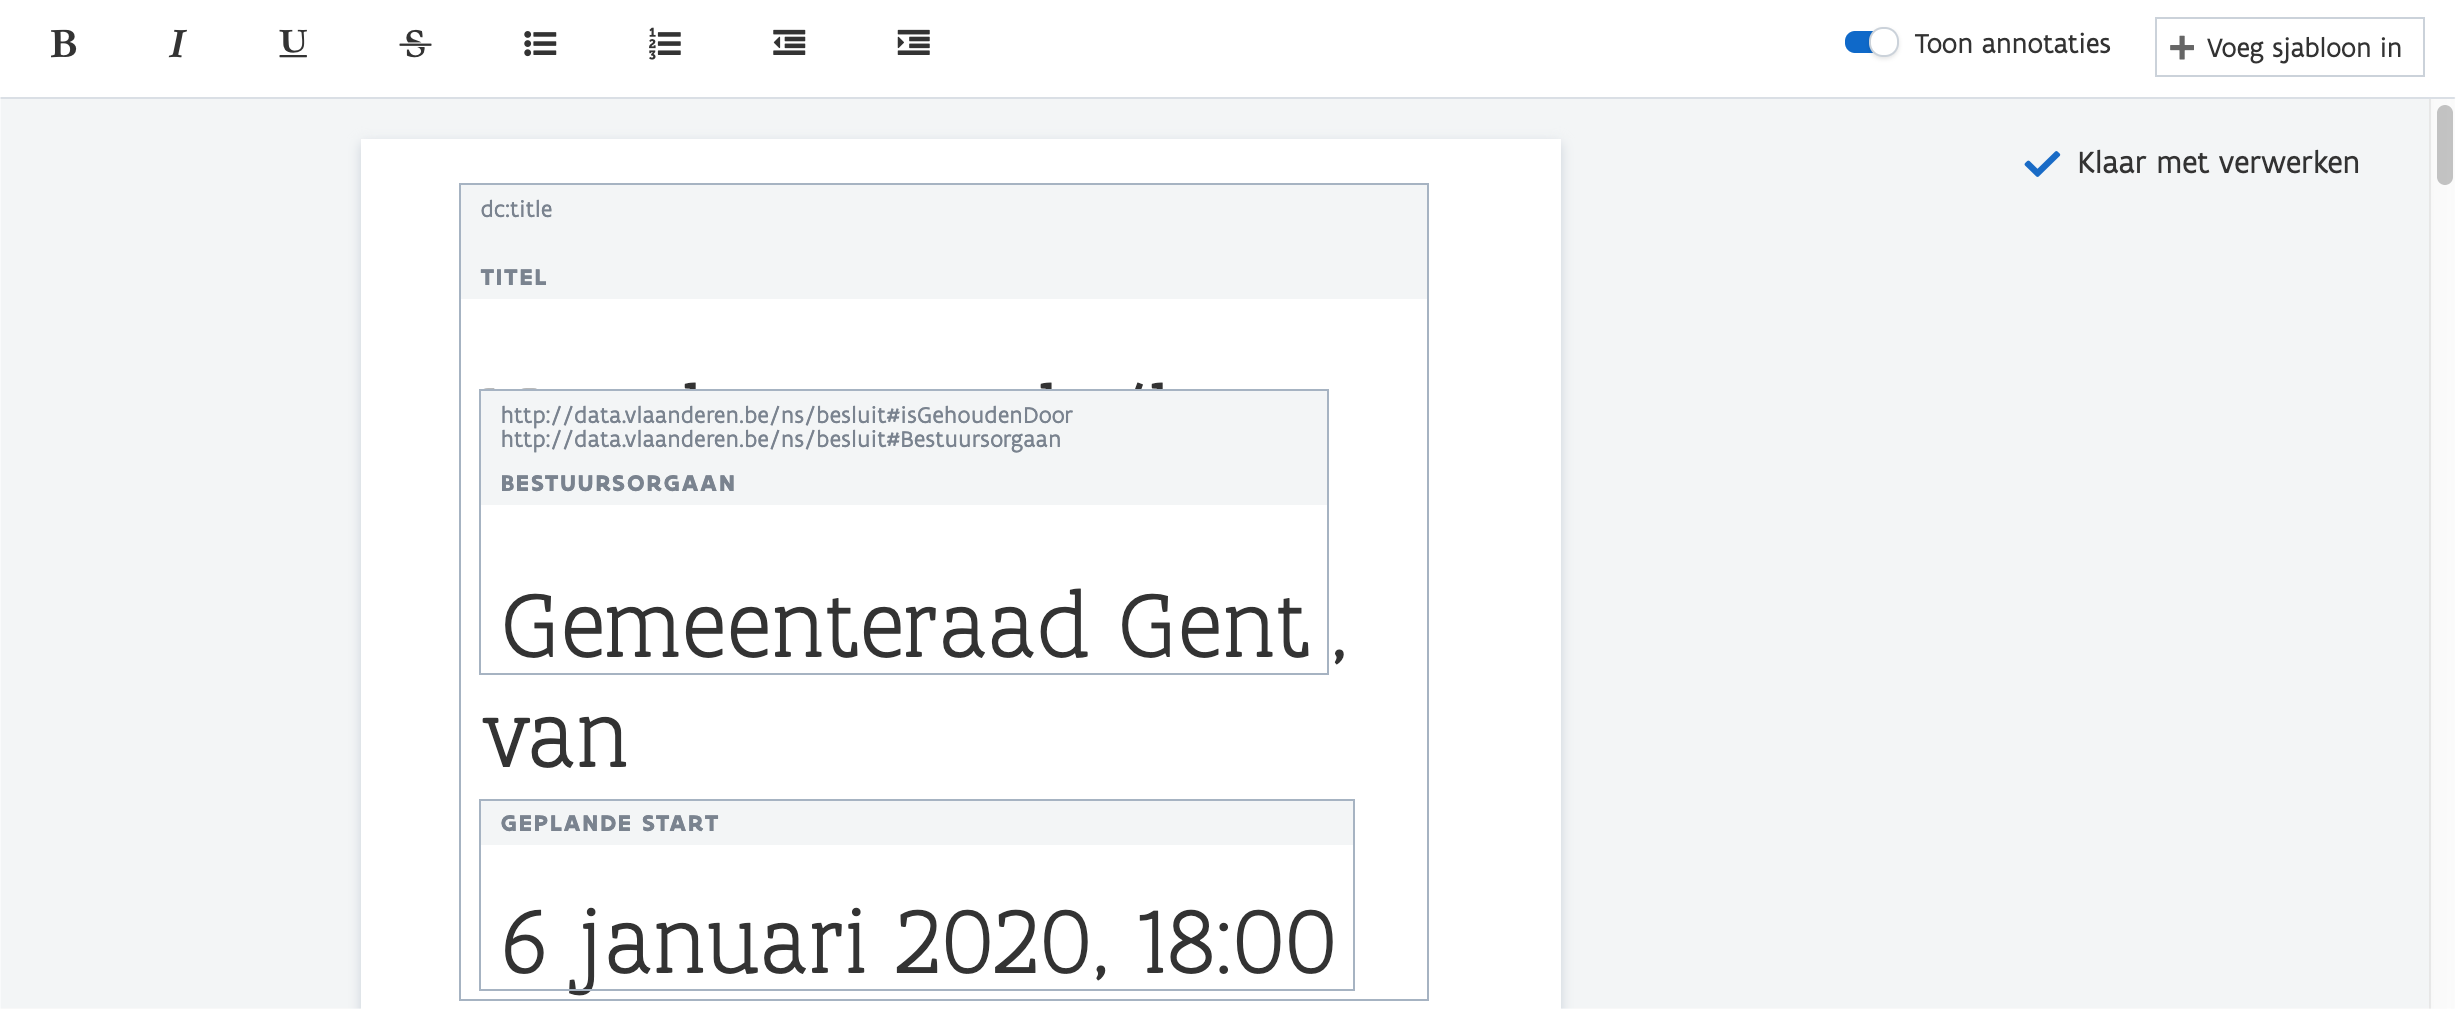 B I U S
Toon annotaties
Voeg sjabloon in
Klaar met verwerken
dc:title
TITEL
http://data.vlaanderen.be/ns/besluit#isGehoudenDoor
http://data.vlaanderen.be/ns/besluit#Bestuursorgaan
BESTUURSORGAAN
Gemeenteraad Gent ,
van
GEPLANDE START
6 januari 2020, 18:00